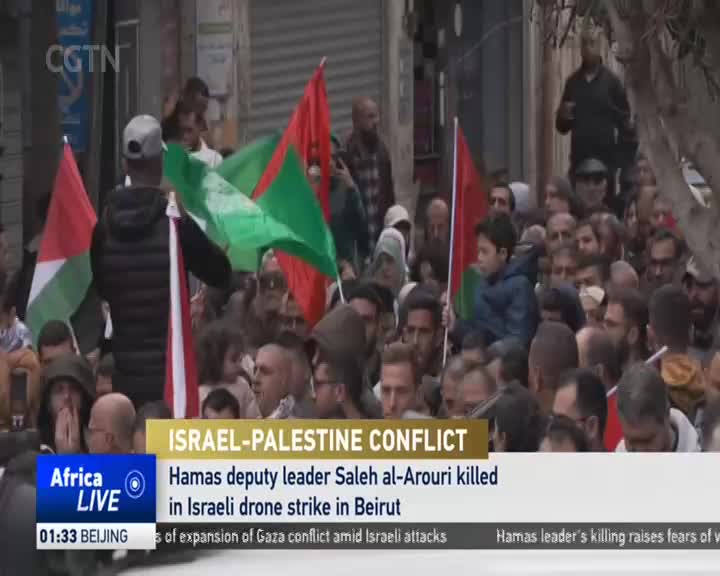 CGTN
ISRAEL-PALESTINE CONFLICT
Hamas deputy leader Saleh al-Arouri killed
in Israeli drone strike in Beirut
Africa
LIVE
01:33 BEIJING
of expansion of Gaza conflict amid Israeli attacks Hamas leader's killing raises fears of